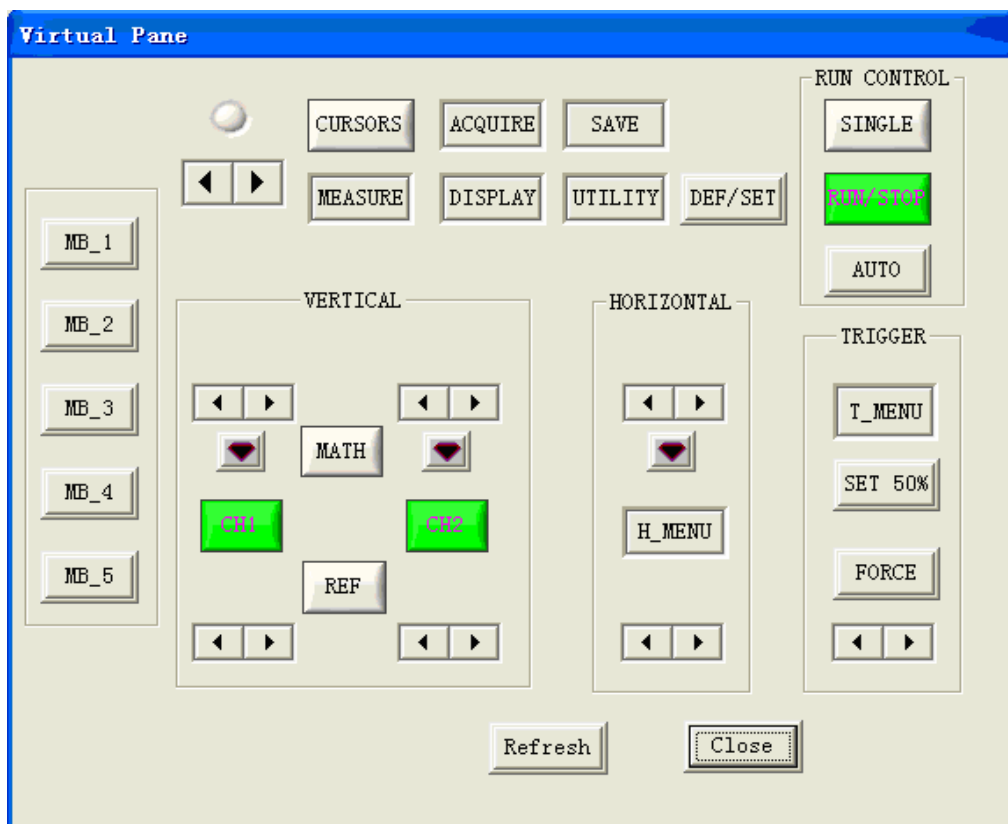 Virtual Pane
RUN CONTROL
CURSORS
ACQUIRE
SAVE
SINGLE
MEASURE
DISPLAY
UTILITY
DEF/SET
RUN/STOP
AUTO
MB_1
MB_2
MB_3
MB_4
MB_5
VERTICAL
MATH
CH1
CH2
REF
HORIZONTAL
H_MENU
TRIGGER
T_MENU
SET 50%
FORCE
Refresh
Close